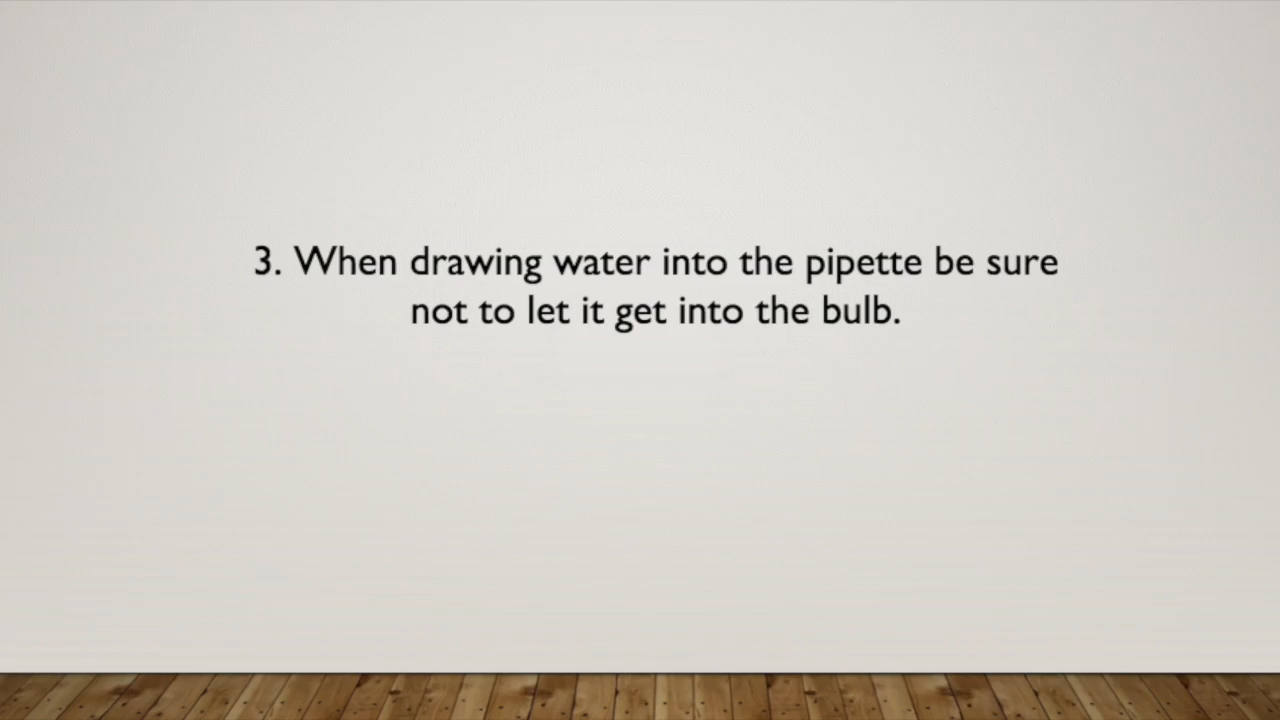 3. When drawing water into the pipette be sure
not to let it get into the bulb.